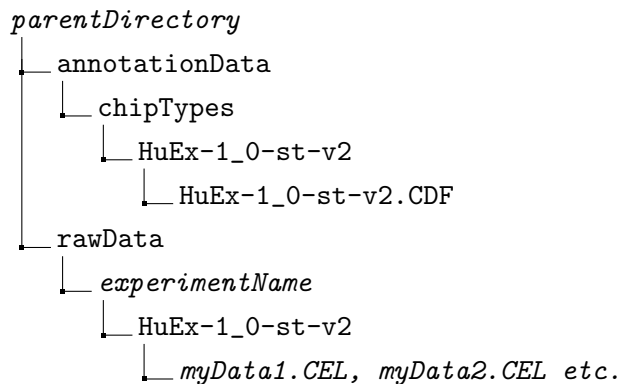 parentDirectory
annotationData
chipTypes
HuEx-1_0-st-v2
HuEx-1_0-st-v2.CDF
rawData
experimentName
HuEx-1_0-st-v2
myData1.CEL, myData2.CEL etc.